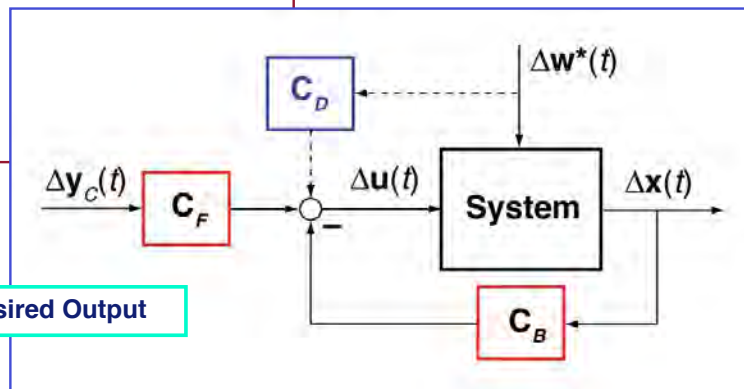 Δw*(t)
C_D
Δy_C(t)
C_F
Δu(t)
System
Δx(t)
–
sired Output
C_B